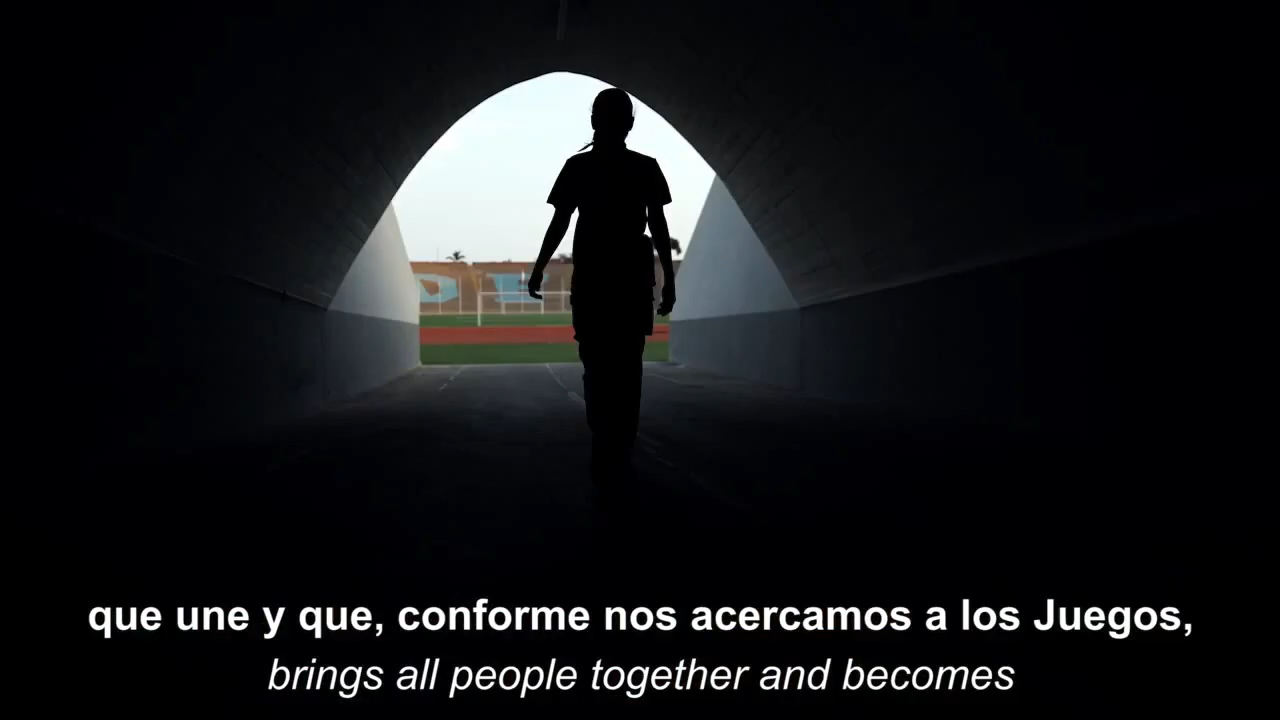 que une y que, conforme nos acercamos a los Juegos,
brings all people together and becomes